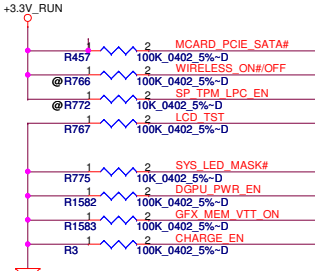 +3.3V_RUN
1 2 MCARD_PCIE_SATA#
R457 100K_0402_5%~D
1 2 WIRELESS_ON#/OFF
@R766 100K_0402_5%~D
1 2 SP_TPM_LPC_EN
@R772 10K_0402_5%~D
1 2 LCD_TST
R767 100K_0402_5%~D
1 2 SYS_LED_MASK#
R775 10K_0402_5%~D
1 2 DGPU_PWR_EN
R1582 100K_0402_5%~D
1 2 GFX_MEM_VTT_ON
R1583 100K_0402_5%~D
1 2 CHARGE_EN
R3 100K_0402_5%~D